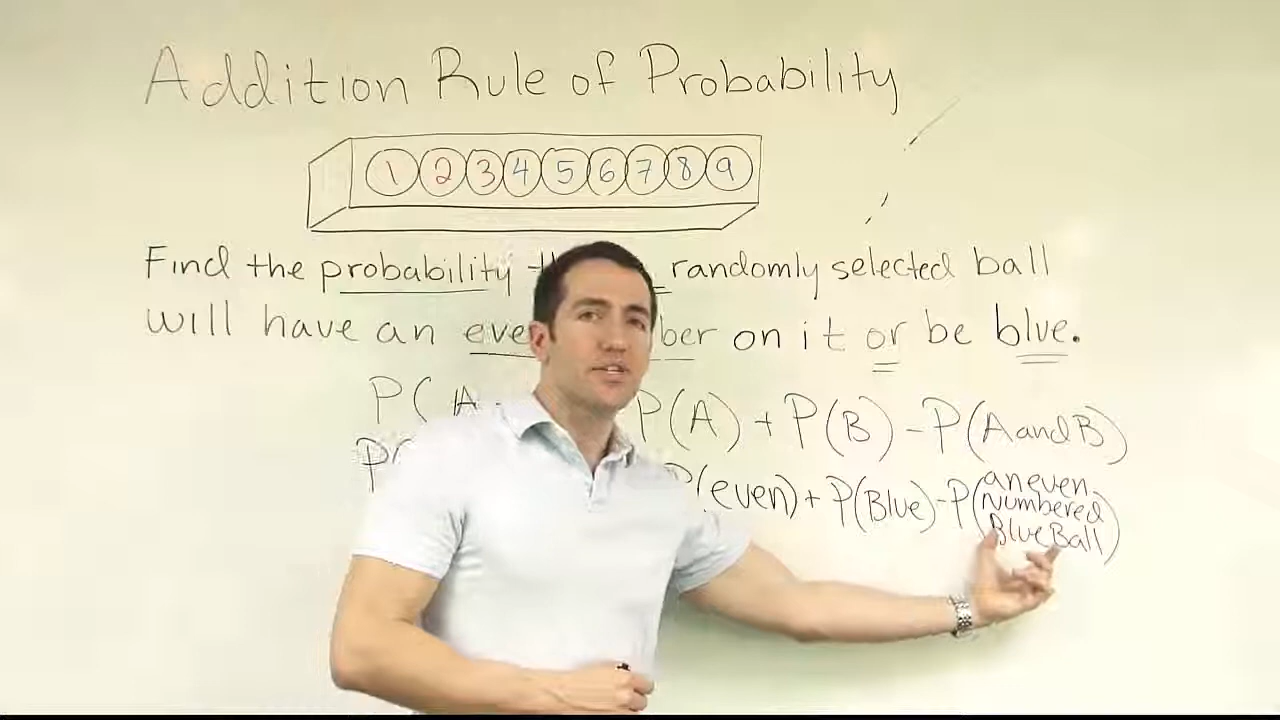 Addition Rule of Probability
1 2 3 4 5 6 7 8 9
Find the probability randomly selected ball
will have an eve ber on it or be blue.
P(A P(A) + P(B) - P(A and B)
P( P(even) + P(Blue) - P(an even
Numbered
Blue Ball)